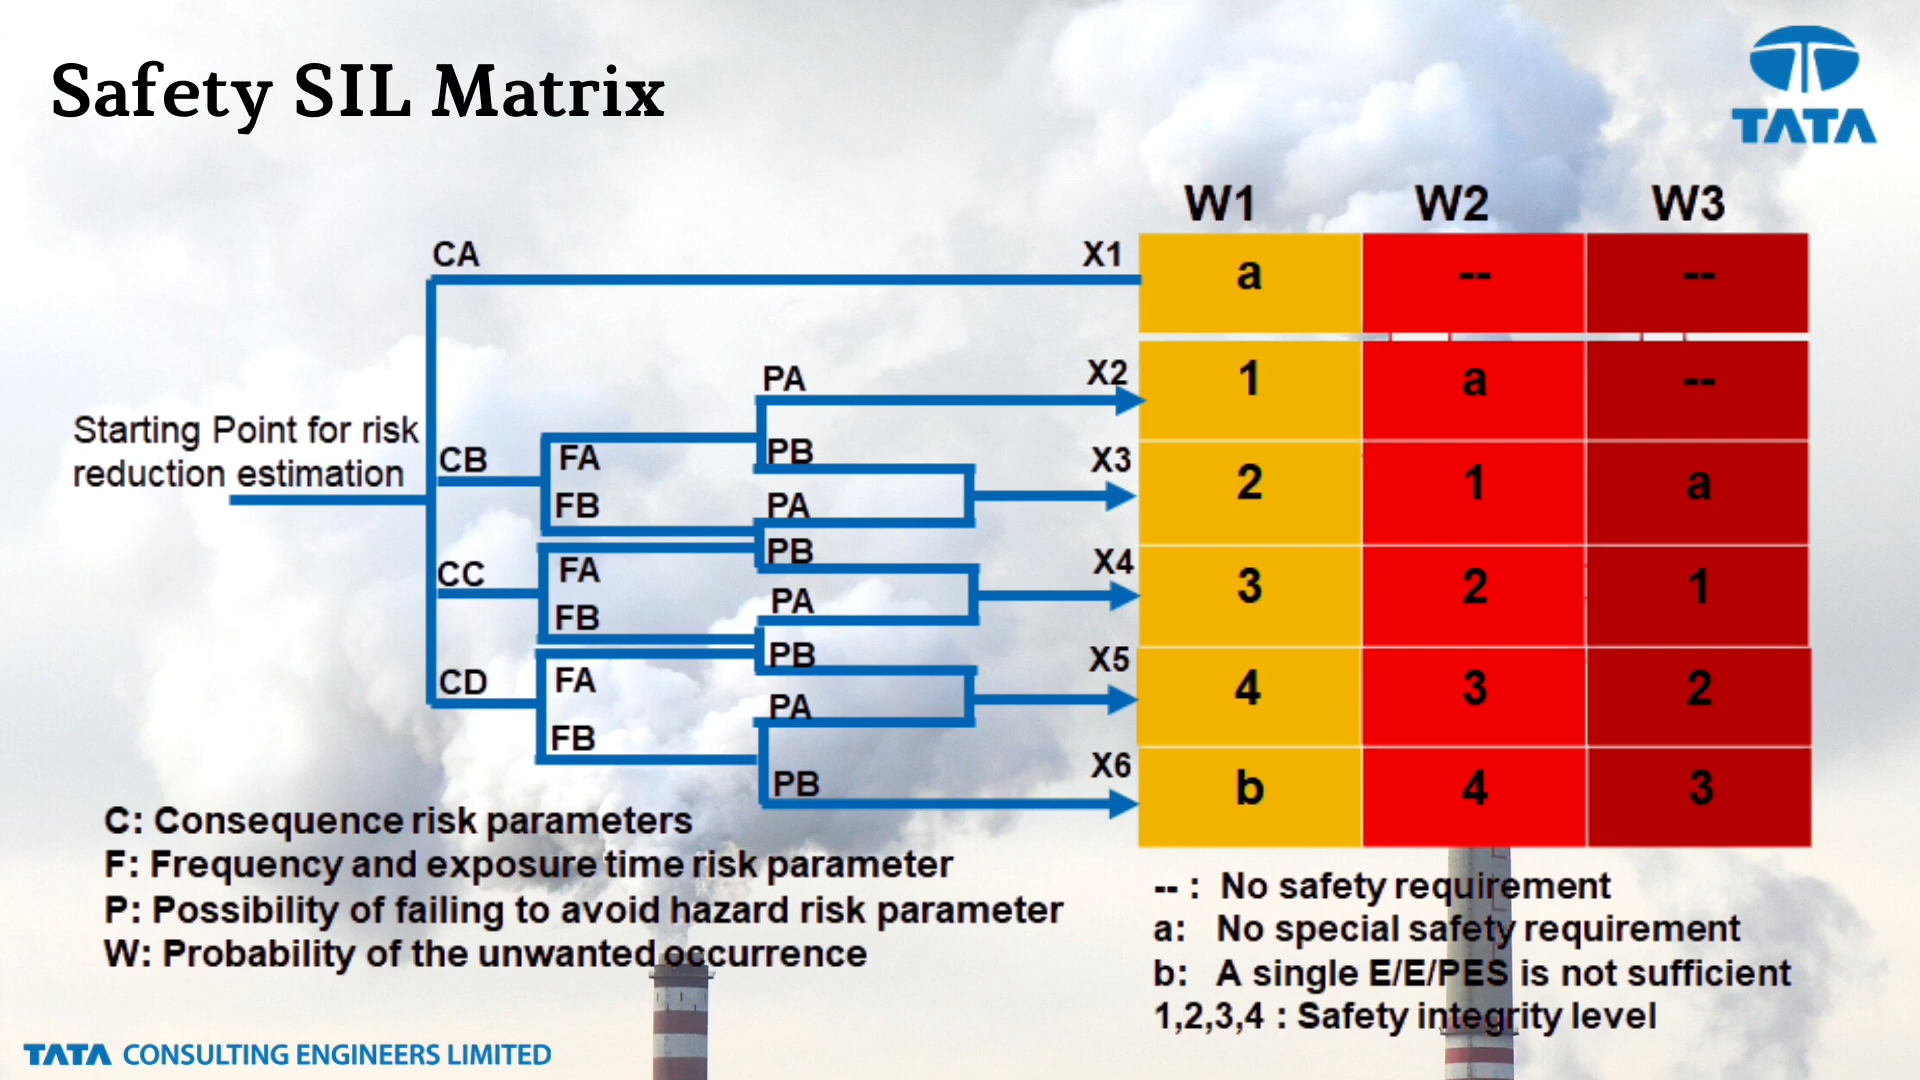 Safety SIL Matrix
TATA
W1 W2 W3
CA X1 a -- --
PA X2 1 a --
Starting Point for risk
reduction estimation
CB FA PB X3 2 1 a
FB PA
PB
CC FA X4 3 2 1
FB PA
PB X5 4 3 2
CD FA PA
FB
PB X6 b 4 3
C: Consequence risk parameters
F: Frequency and exposure time risk parameter
P: Possibility of failing to avoid hazard risk parameter
W: Probability of the unwanted occurrence
-- : No safety requirement
a: No special safety requirement
b: A single E/E/PES is not sufficient
1,2,3,4 : Safety integrity level
TATA CONSULTING ENGINEERS LIMITED